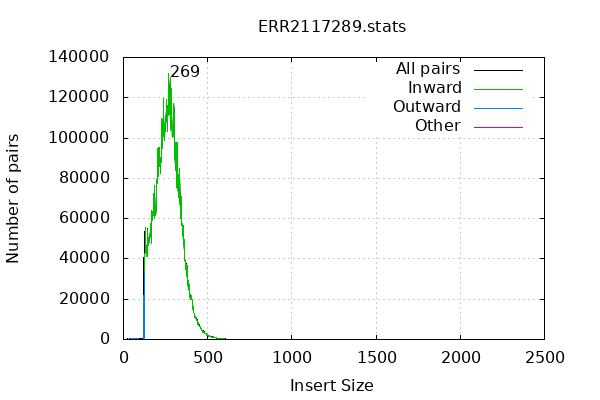 ERR2117289.stats
140000
120000
100000
80000
60000
40000
20000
0
Number of pairs
269
All pairs
Inward
Outward
Other
0 500 1000 1500 2000 2500
Insert Size